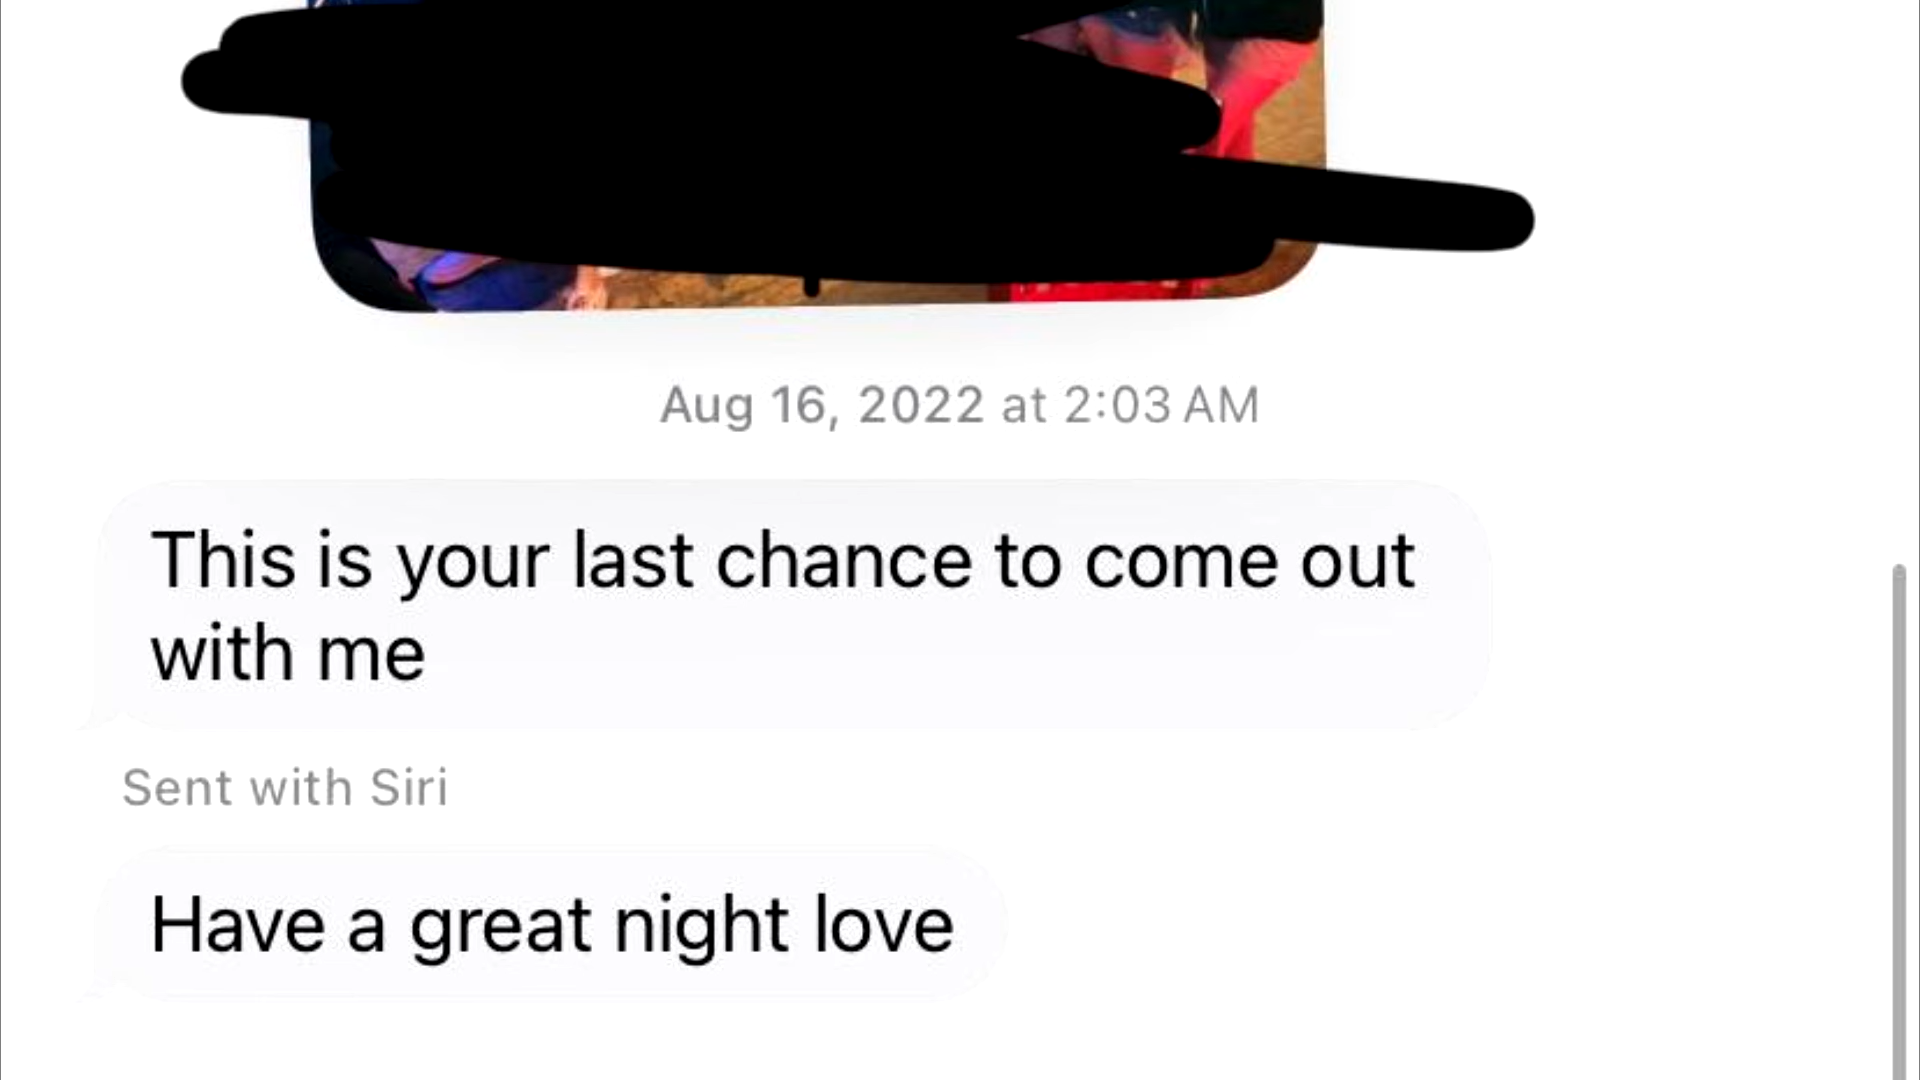 Aug 16, 2022 at 2:03 AM
This is your last chance to come out
with me
Sent with Siri
Have a great night love